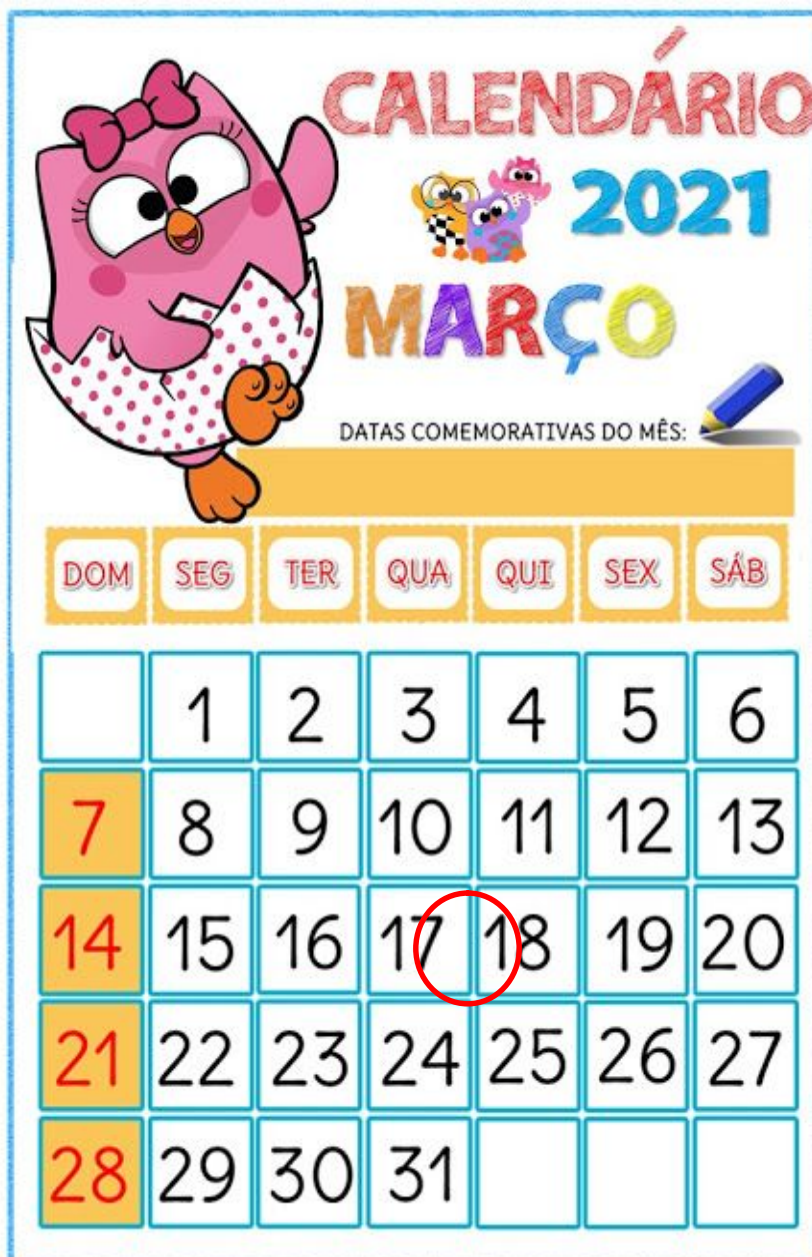 CALENDÁRIO
2021
MARÇO
DATAS COMEMORATIVAS DO MÊS:
DOM SEG TER QUA QUI SEX SÁB
1 2 3 4 5 6
7 8 9 10 11 12 13
14 15 16 17 18 19 20
21 22 23 24 25 26 27
28 29 30 31